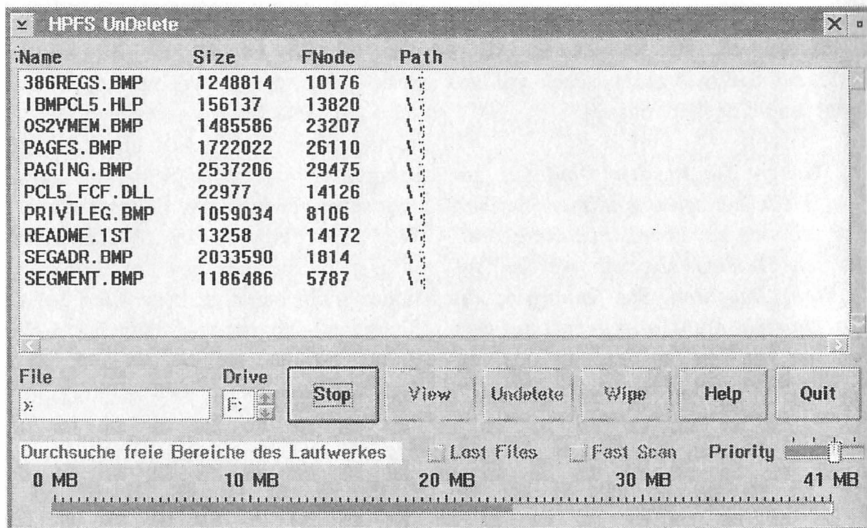 HPFS UnDelete
Name Size FNode Path
386REGS.BMP 1248814 10176 \
IBMPCL5.HLP 156137 13820 \
OS2VMEM.BMP 1485586 23207 \
PAGES.BMP 1722022 26110 \
PAGING.BMP 2537206 29475 \
PCL5_FCF.DLL 22977 14126 \
PRIVILEG.BMP 1059034 8106 \
README.1ST 13258 14172 \
SEGADR.BMP 2033590 1814 \
SEGMENT.BMP 1186486 5787 \
File Drive
* F: Stop View Undelete Wipe Help Quit
Durchsuche freie Bereiche des Laufwerkes Last Files Fast Scan Priority
0 MB 10 MB 20 MB 30 MB 41 MB